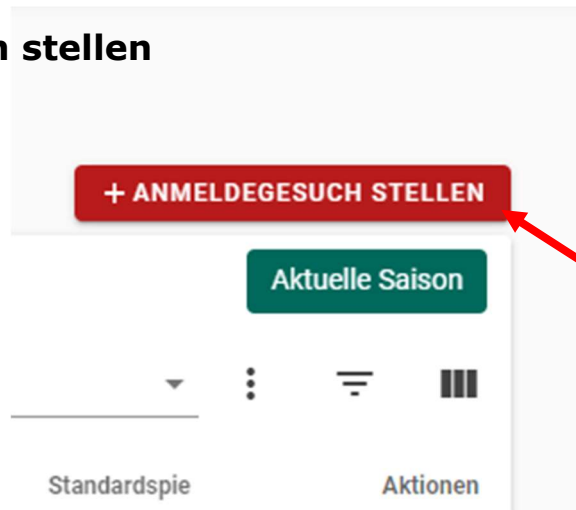 stellen
+ ANMELDEGESUCH STELLEN
Aktuelle Saison
Standardspie Aktionen